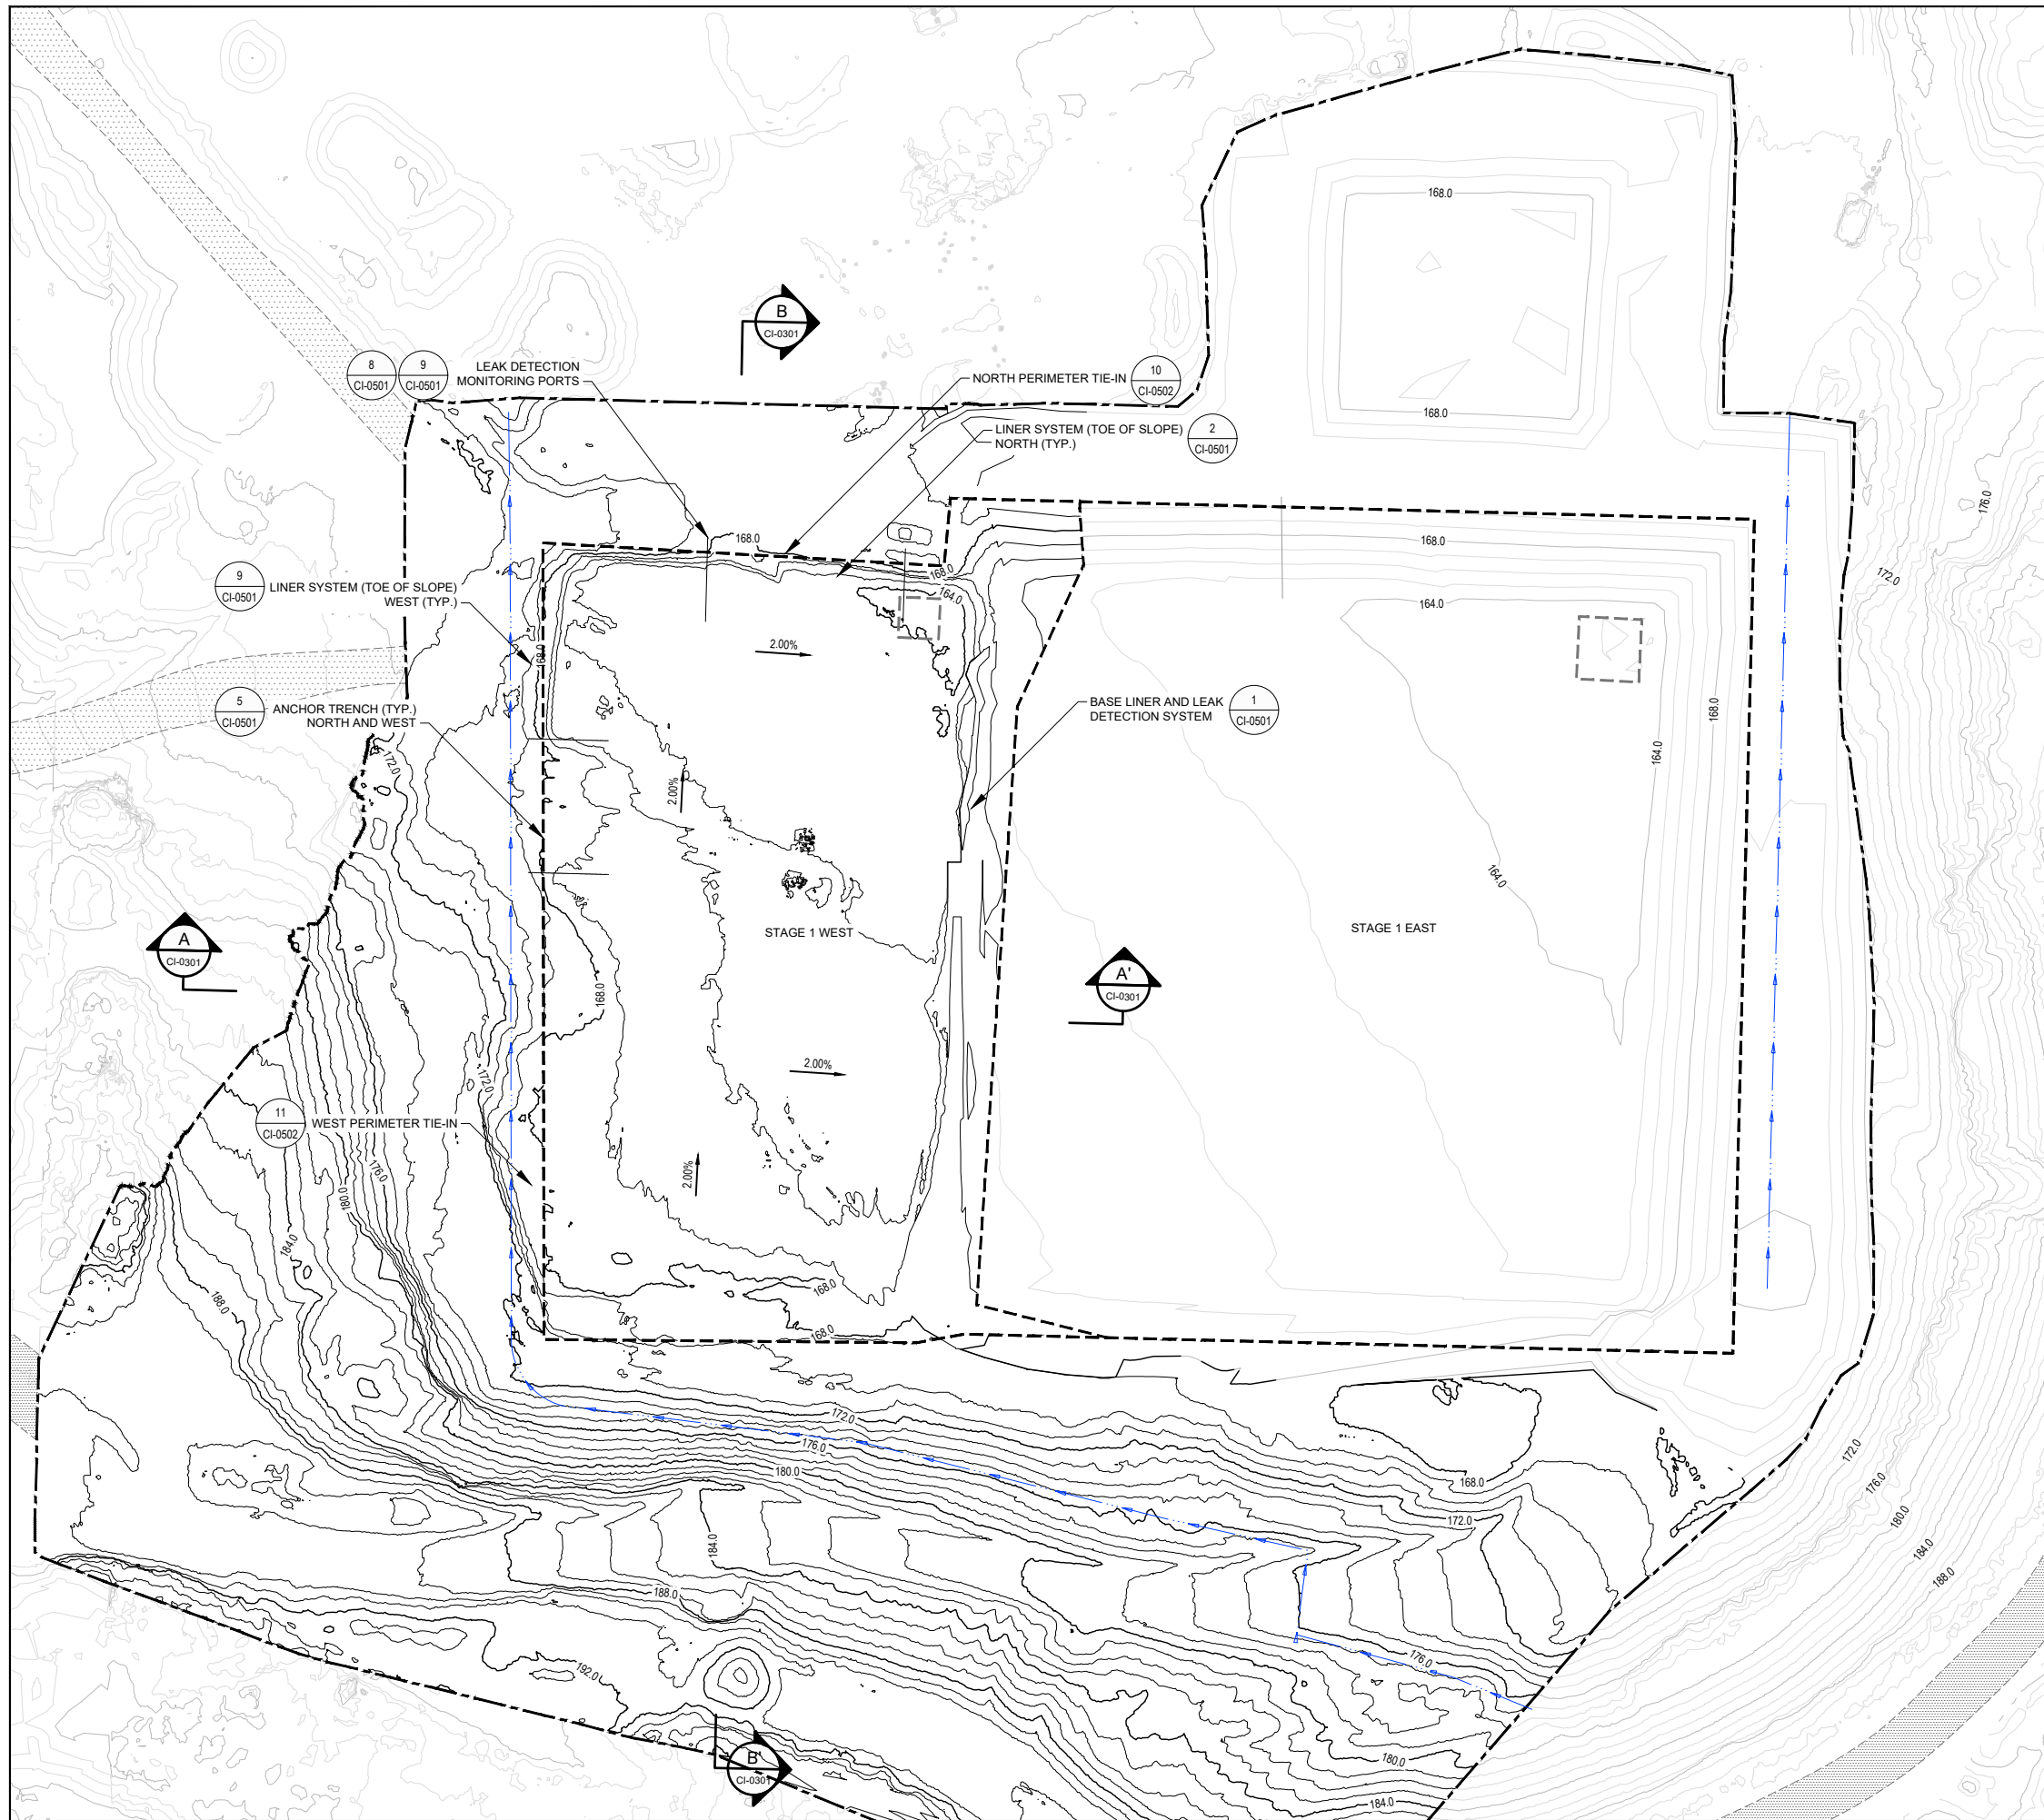 168.0
168.0
176.0
B
CI-0301
8
CI-0501
9
CI-0501
LEAK DETECTION
MONITORING PORTS
NORTH PERIMETER TIE-IN
10
CI-0502
LINER SYSTEM (TOE OF SLOPE)
NORTH (TYP.)
2
CI-0501
168.0
168.0
168.0
172.0
9
CI-0501
LINER SYSTEM (TOE OF SLOPE)
WEST (TYP.)
164.0
164.0
168.0
2.00%
5
CI-0501
ANCHOR TRENCH (TYP.)
NORTH AND WEST
BASE LINER AND LEAK
DETECTION SYSTEM
1
CI-0501
168.0
164.0
172.0
2.00%
164.0
STAGE 1 WEST
STAGE 1 EAST
A
CI-0301
A'
CI-0301
168.0
172.0
2.00%
11
CI-0502
WEST PERIMETER TIE-IN
176.0
180.0
2.00%
184.0
188.0
168.0
168.0
172.0
176.0
180.0
168.0
172.0
172.0
176.0
180.0
184.0
188.0
184.0
188.0
192.0
176.0
B'
CI-0301
180.0
184.0